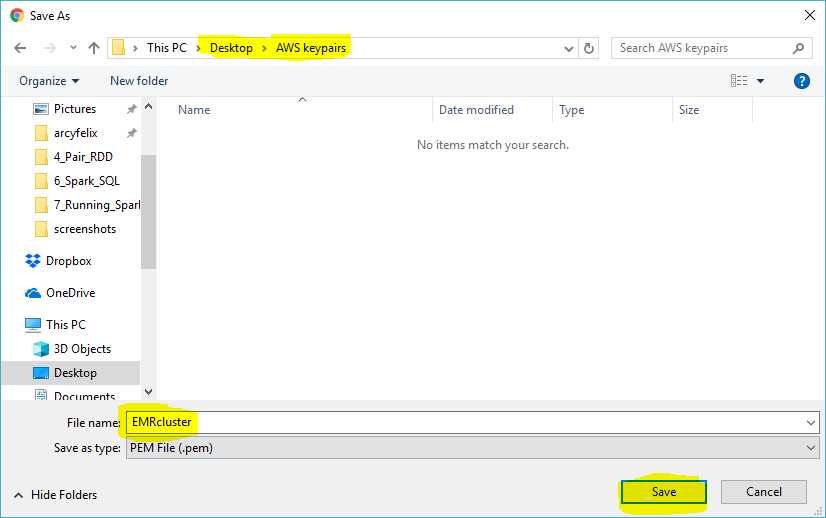 Save As
This PC > Desktop > AWS keypairs
Search AWS keypairs
Organize
New folder
?
Name
Date modified
Type
Size
No items match your search.
Pictures
arcyfelix
4_Pair_RDD
6_Spark_SQL
7_Running_Sparl
screenshots
Dropbox
OneDrive
This PC
3D Objects
Desktop
Documents
File name: EMRcluster
Save as type: PEM File (.pem)
Hide Folders
Save
Cancel